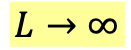 L → ∞